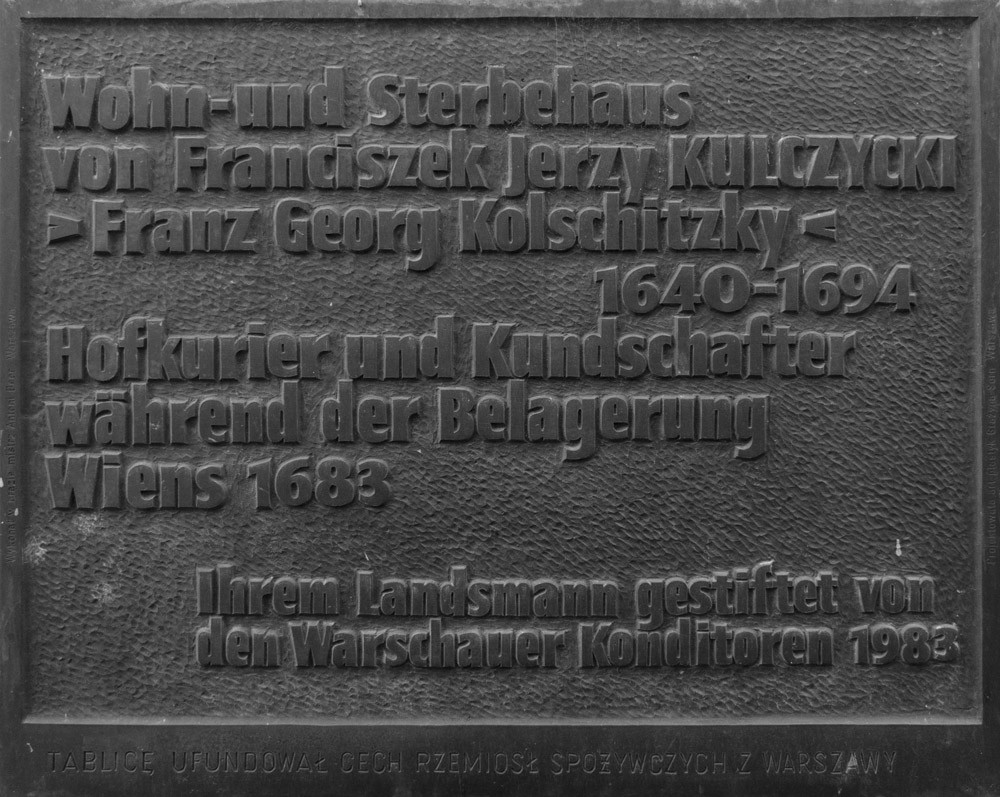 Wohn-und Sterbehaus
von Franciszek Jerzy KULCZYCKI
>Franz Georg Kolschitzky<
1640-1694
Hofkurier und Kundschafter
während der Belagerung
Wiens 1683
Ihrem Landsmann gestiftet von
den Warschauer Konditoren 1983
TABLICĘ UFUNDOWAŁ CECH RZEMIOSŁ SPOŻYWCZYCH Z WARSZAWY